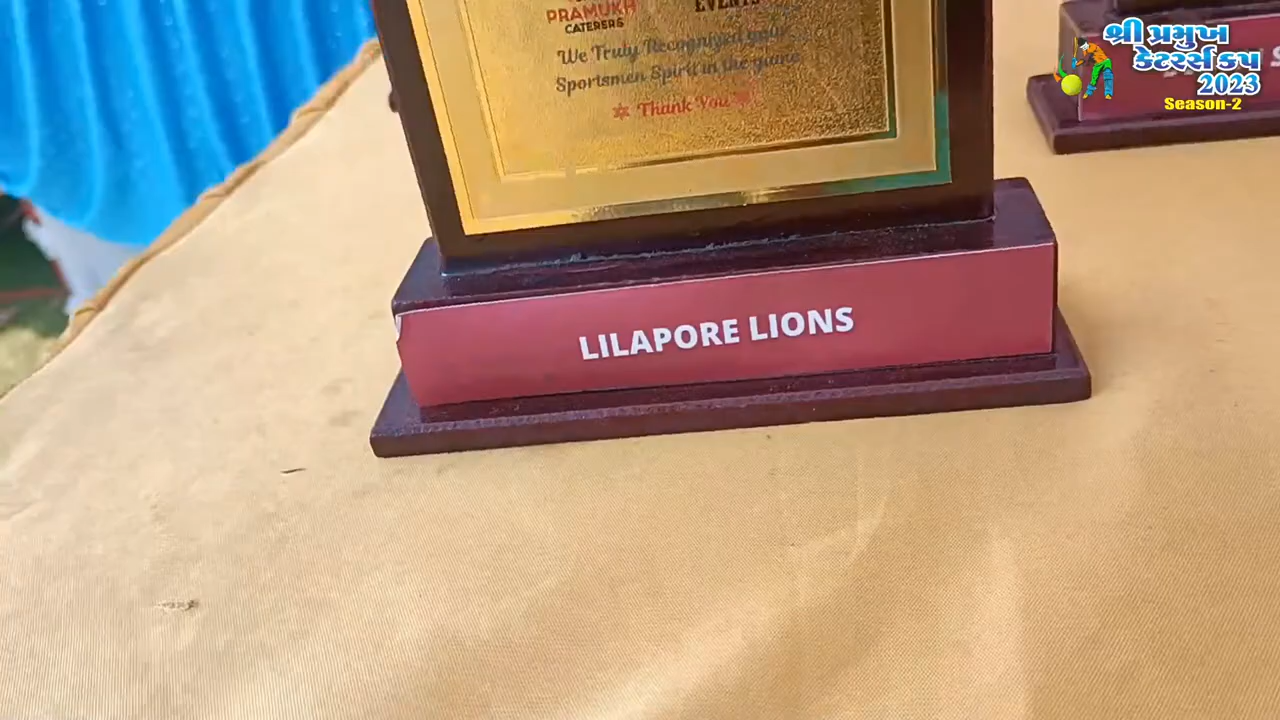 PRAMUKH
CATERERS
EVENTS
We Truly Recognized your
Sportsmen Spirit in the game
Thank You
LILAPORE LIONS
શ્રી પ્રમુખ
કેટરર્સ કપ
2023
Season-2